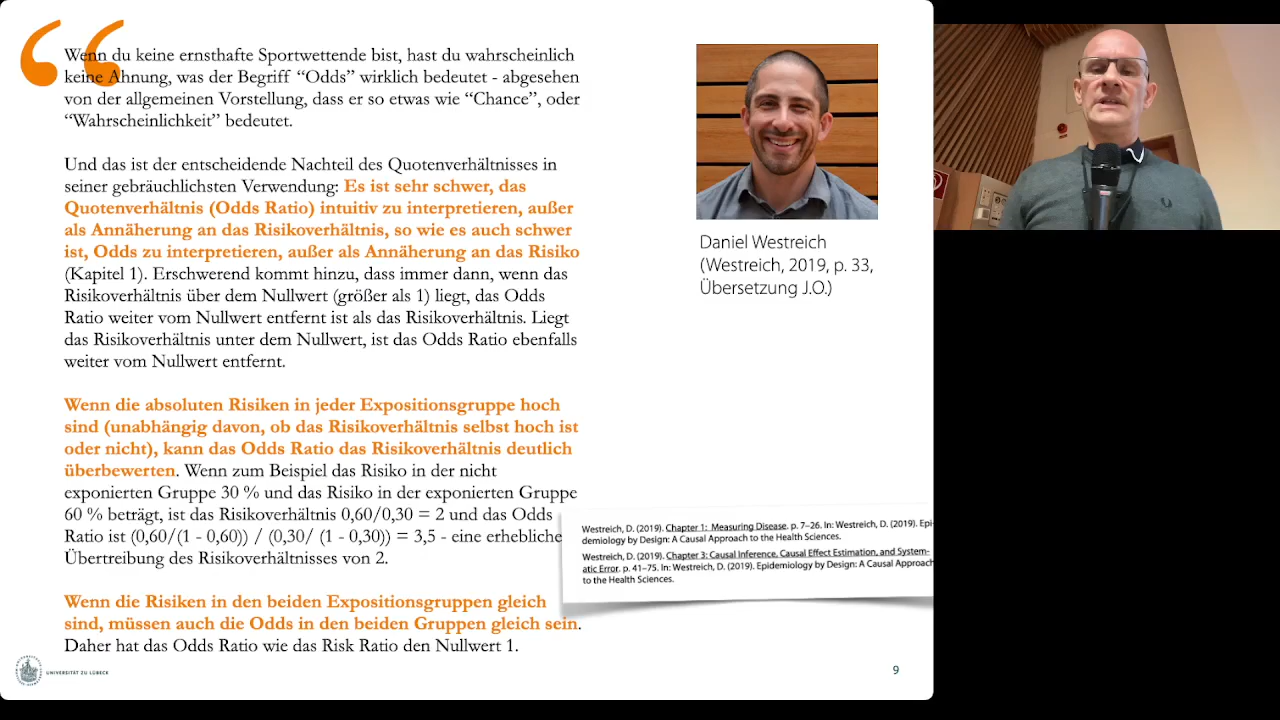 Wenn du keine ernsthafte Sportwettende bist, hast du wahrscheinlich
keine Ahnung, was der Begriff “Odds” wirklich bedeutet - abgesehen
von der allgemeinen Vorstellung, dass er so etwas wie “Chance”, oder
“Wahrscheinlichkeit” bedeutet.
Und das ist der entscheidende Nachteil des Quotenverhältnisses in
seiner gebräuchlichsten Verwendung: Es ist sehr schwer, das
Quotenverhältnis (Odds Ratio) intuitiv zu interpretieren, außer
als Annäherung an das Risikoverhältnis, so wie es auch schwer
ist, Odds zu interpretieren, außer als Annäherung an das Risiko
(Kapitel 1). Erschwerend kommt hinzu, dass immer dann, wenn das
Risikoverhältnis über dem Nullwert (größer als 1) liegt, das Odds
Ratio weiter vom Nullwert entfernt ist als das Risikoverhältnis. Liegt
das Risikoverhältnis unter dem Nullwert, ist das Odds Ratio ebenfalls
weiter vom Nullwert entfernt.
Wenn die absoluten Risiken in jeder Expositionsgruppe hoch
sind (unabhängig davon, ob das Risikoverhältnis selbst hoch ist
oder nicht), kann das Odds Ratio das Risikoverhältnis deutlich
überbewerten. Wenn zum Beispiel das Risiko in der nicht
exponierten Gruppe 30 % und das Risiko in der exponierten Gruppe
60 % beträgt, ist das Risikoverhältnis 0,60/0,30 = 2 und das Odds
Ratio ist (0,60/(1 - 0,60)) / (0,30/ (1 - 0,30)) = 3,5 - eine erhebliche
Übertreibung des Risikoverhältnisses von 2.
Wenn die Risiken in den beiden Expositionsgruppen gleich
sind, müssen auch die Odds in den beiden Gruppen gleich sein.
Daher hat das Odds Ratio wie das Risk Ratio den Nullwert 1.
Daniel Westreich
(Westreich, 2019, p. 33,
Übersetzung J.O.)
Westreich, D. (2019). Chapter 1: Measuring Disease. p. 7–26. In: Westreich, D. (2019). Epi-
demiology by Design: A Causal Approach to the Health Sciences.
Westreich, D. (2019). Chapter 3: Causal Inference, Causal Effect Estimation, and System-
atic Error. p. 41–75. In: Westreich, D. (2019). Epidemiology by Design: A Causal Approach
to the Health Sciences.
UNIVERSITÄT ZU LÜBECK
9